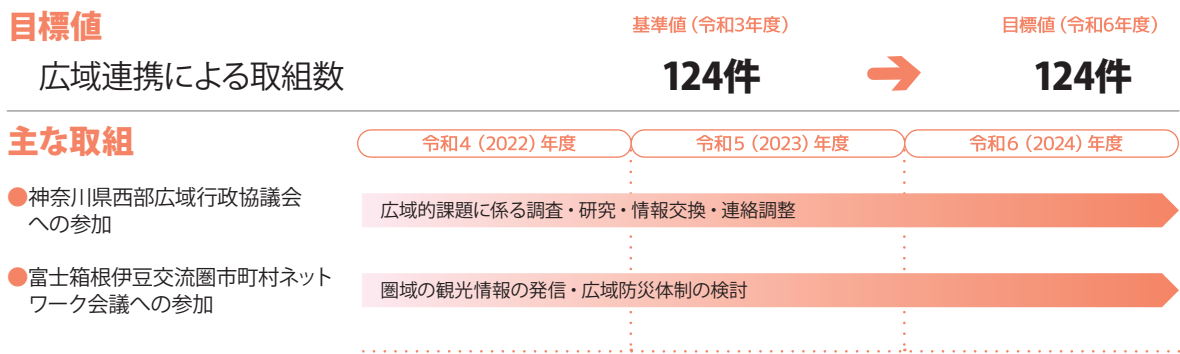 目標値
基準値（令和3年度）
目標値（令和6年度）
広域連携による取組数
124件
124件
主な取組
令和4（2022）年度
令和5（2023）年度
令和6（2024）年度
●神奈川県西部広域行政協議会
への参加
広域的課題に係る調査・研究・情報交換・連絡調整
●富士箱根伊豆交流圏市町村ネット
ワーク会議への参加
圏域の観光情報の発信・広域防災体制の検討